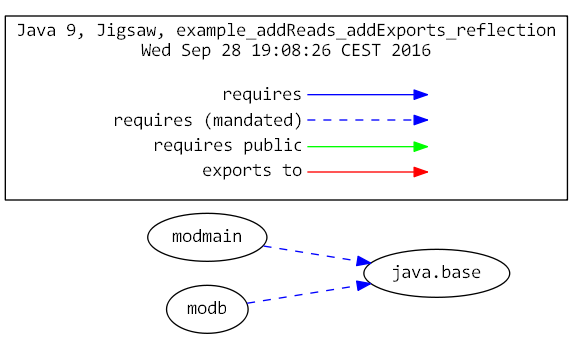 Java 9, Jigsaw, example_addReads_addExports_reflection
Wed Sep 28 19:08:26 CEST 2016
requires
requires (mandated)
requires public
exports to
modmain
java.base
modb